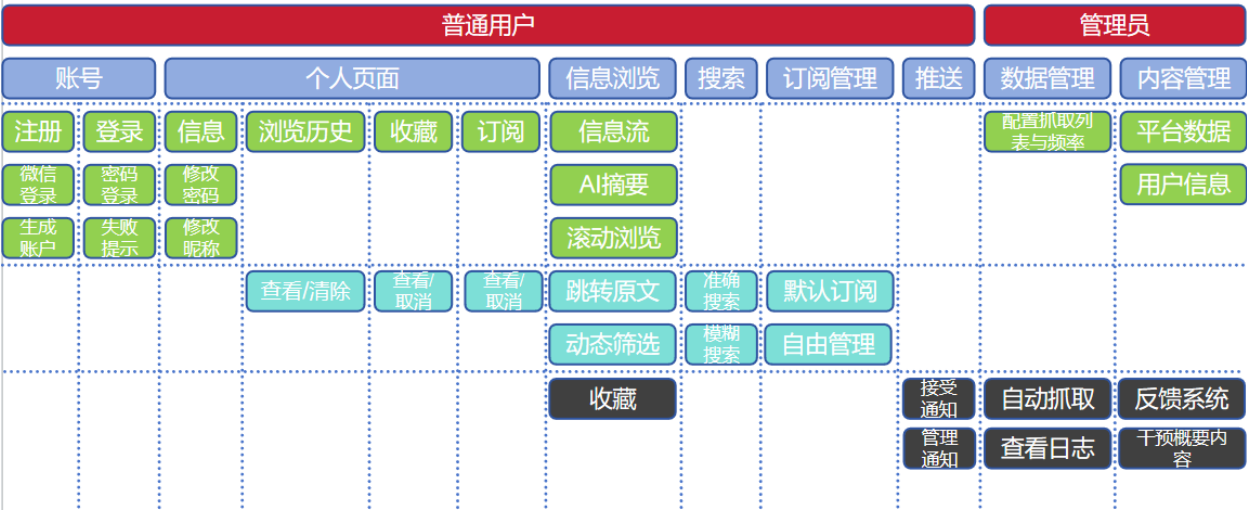 普通用户
管理员
账号
个人页面
信息浏览
搜索
订阅管理
推送
数据管理
内容管理
注册
登录
信息
浏览历史
收藏
订阅
信息流
配置抓取列
表与频率
平台数据
微信
登录
密码
登录
修改
密码
AI摘要
用户信息
生成
账户
失败
提示
修改
昵称
滚动浏览
查看/清除
查看/
取消
查看/
取消
跳转原文
准确
搜索
默认订阅
动态筛选
模糊
搜索
自由管理
收藏
接受
通知
自动抓取
反馈系统
管理
通知
查看日志
干预概要内
容